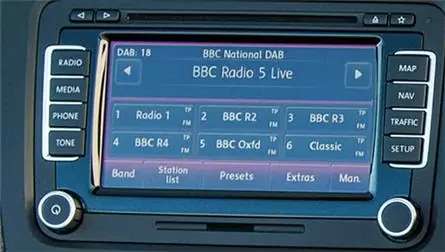 DAB: 18 BBC National DAB
BBC Radio 5 Live
1 Radio 1 TP FM 2 BBC R2 TP FM 3 BBC R3 TP FM
4 BBC R4 TP FM 5 BBC Oxfd TP FM 6 Classic TP FM
Band Station list Presets Extras Man.
RADIO
MEDIA
PHONE
TONE
MAP
NAV
TRAFFIC
SETUP